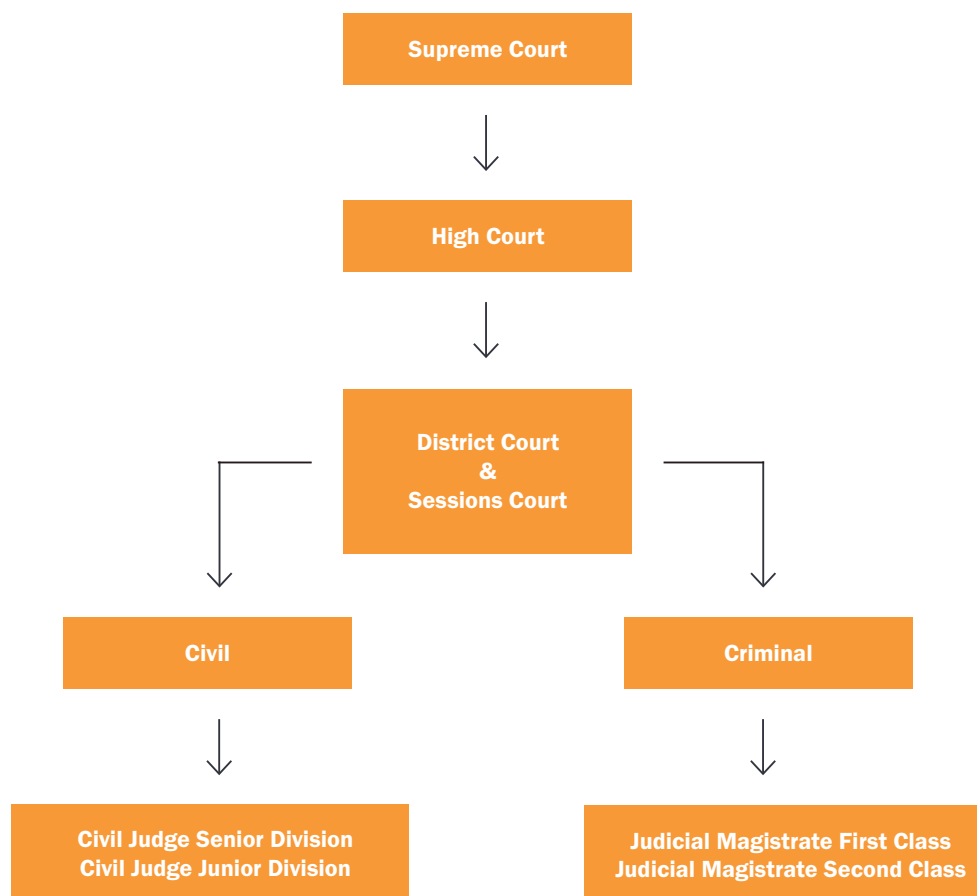 Supreme Court
High Court
District Court
&
Sessions Court
Civil
Criminal
Civil Judge Senior Division
Civil Judge Junior Division
Judicial Magistrate First Class
Judicial Magistrate Second Class